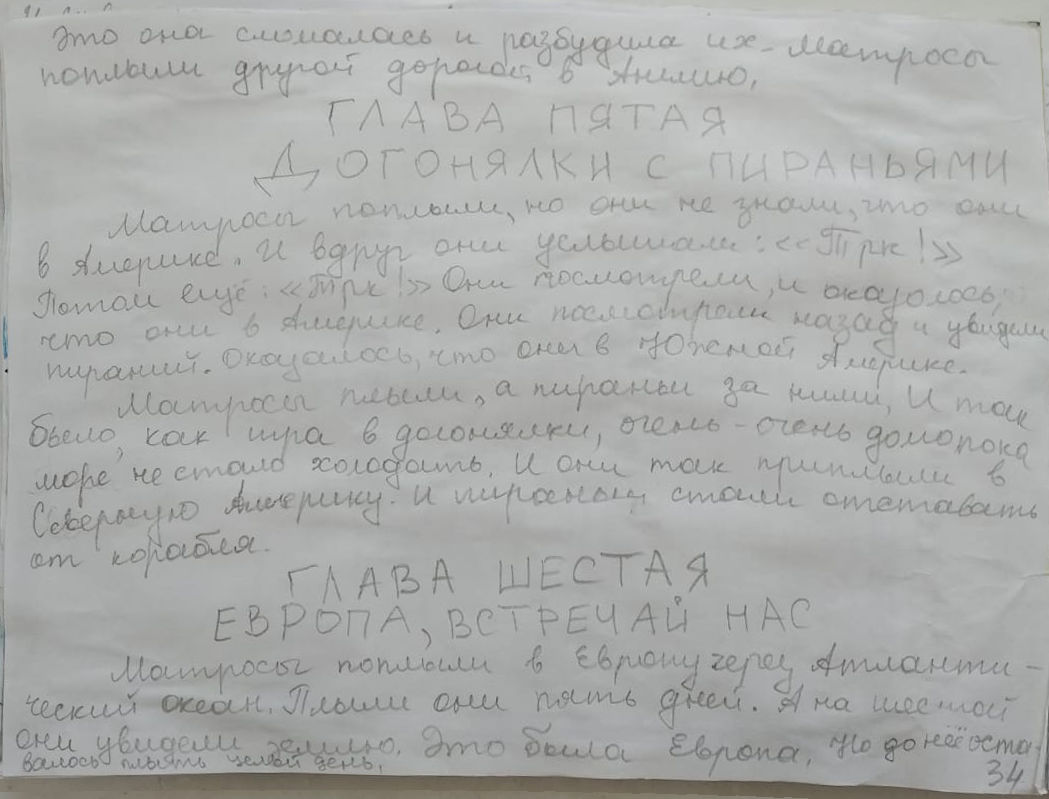 Это она сломалась и разбудила их. Матросы
поплыли другой дорогой в Англию.
ГЛАВА ПЯТАЯ
ДОГОНЯЛКИ С ПИРАНЬЯМИ
Матросы поплыли, но они не знали, что они
в Америке. И вдруг они услышали: «Трк!»
Потом ещё: «Трк!» Они посмотрели, и оказолось,
что они в Америке. Они посмотрели назад и увидели
пираний. Оказалось, что они в Южной Америке.
Матросы плыли, а пираньи за ними. И так
было, как игра в догонялки, очень-очень долго пока
море не стало холодать. И они так приплыли в
Северную Америку. И пираньи стали отставать
от корабля.
ГЛАВА ШЕСТАЯ
ЕВРОПА, ВСТРЕЧАЙ НАС
Матросы поплыли в Европу через Атланти-
ческий океан. Плыли они пять дней. А на шестой
они увидели землю. Это была Европа. Но до неё оста-
валось плыть целый день.
34